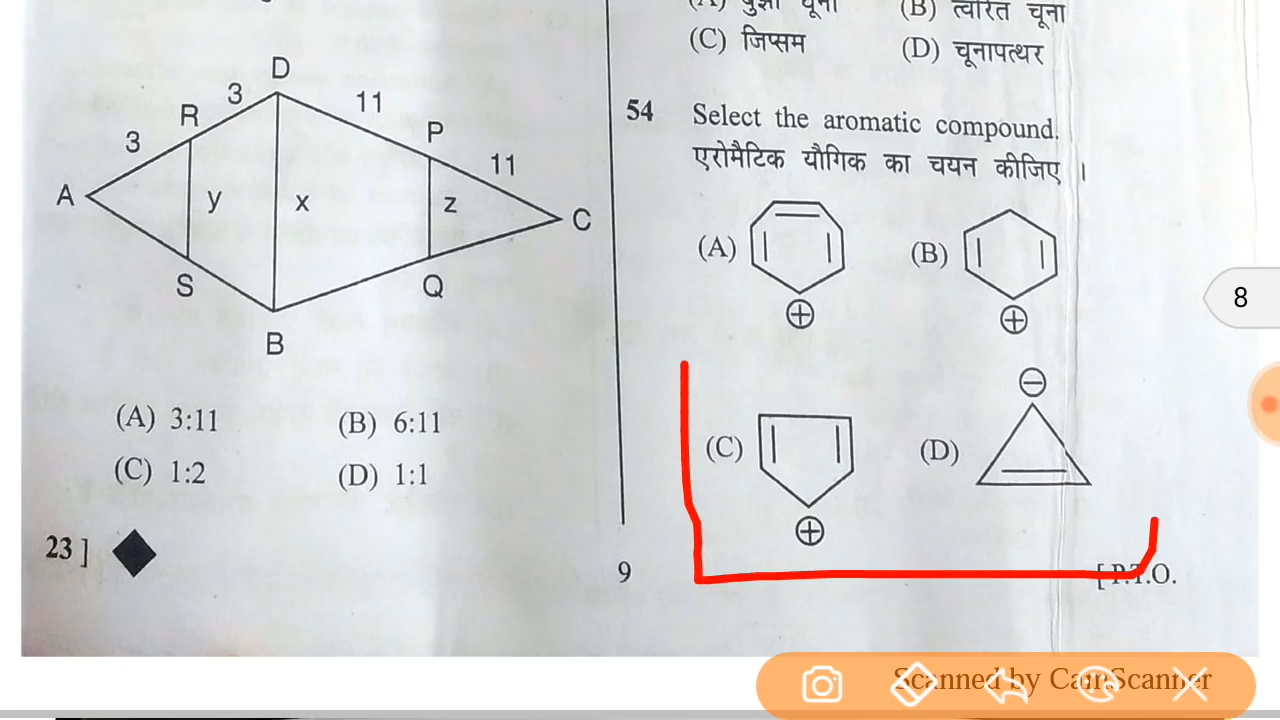 D
3
11
R
P
3
11
A
y
x
z
C
S
Q
B
(A) 3:11 (B) 6:11
(C) 1:2 (D) 1:1
23 ]
(B) त्वरित चूना
(C) जिप्सम (D) चूनापत्थर
54 Select the aromatic compound.
एरोमैटिक यौगिक का चयन कीजिए ।
(A) (B)
⊕ ⊕
⊖
(C) (D)
⊕
9 [ P.T.O.
8
Scanned by CamScanner